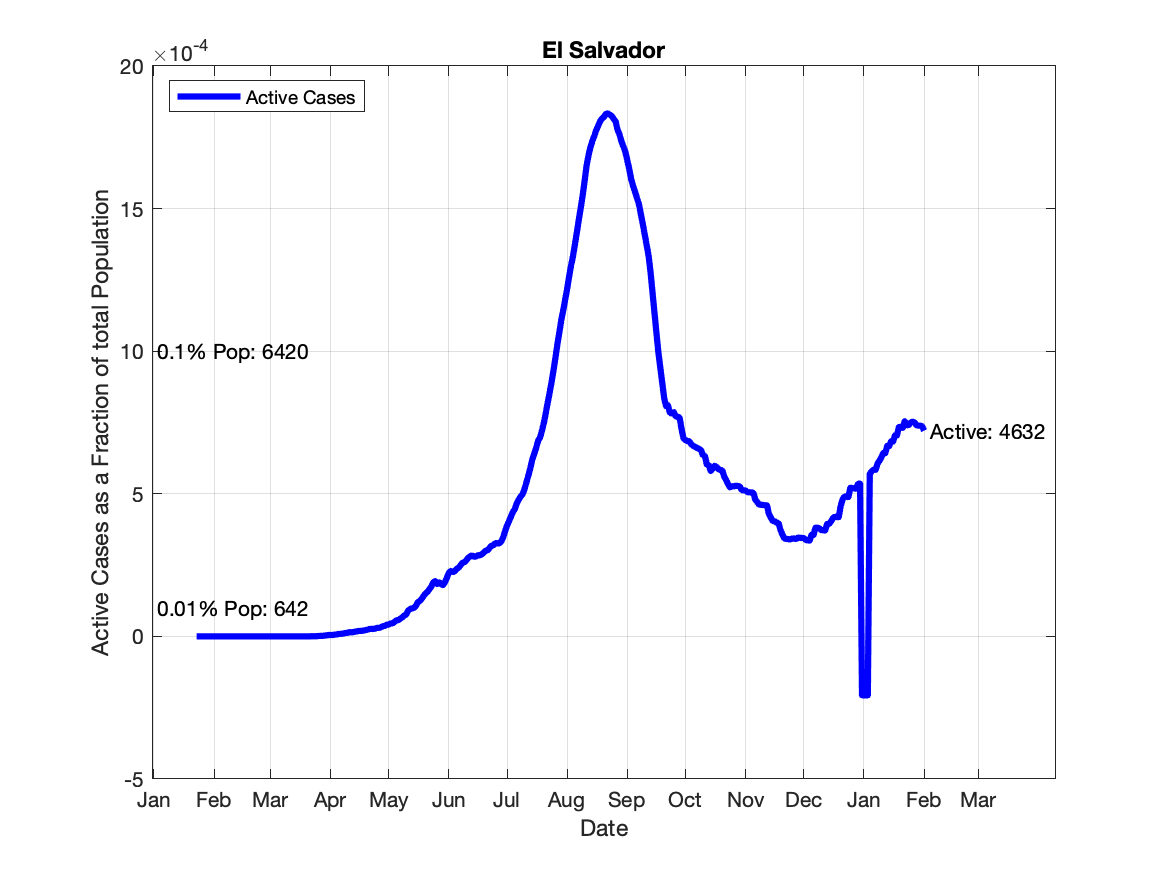 El Salvador
×10-4
20
15
10
5
0
-5
Active Cases
Active Cases as a Fraction of total Population
0.1% Pop: 6420
0.01% Pop: 642
Active: 4632
Jan Feb Mar Apr May Jun Jul Aug Sep Oct Nov Dec Jan Feb Mar
Date